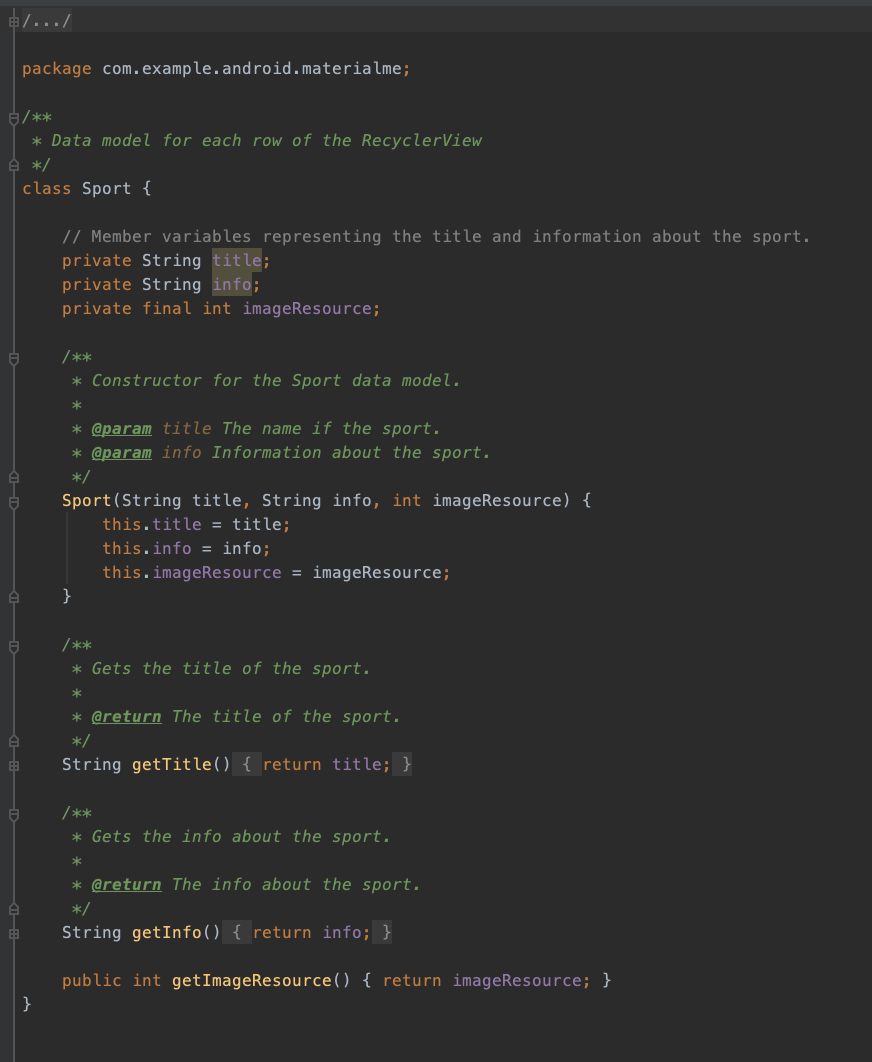 /.../
package com.example.android.materialme;
/**
 * Data model for each row of the RecyclerView
 */
class Sport {
    // Member variables representing the title and information about the sport.
    private String title;
    private String info;
    private final int imageResource;
    /**
     * Constructor for the Sport data model.
     *
     * @param title The name if the sport.
     * @param info Information about the sport.
     */
    Sport(String title, String info, int imageResource) {
        this.title = title;
        this.info = info;
        this.imageResource = imageResource;
    }
    /**
     * Gets the title of the sport.
     *
     * @return The title of the sport.
     */
    String getTitle() { return title; }
    /**
     * Gets the info about the sport.
     *
     * @return The info about the sport.
     */
    String getInfo() { return info; }
    public int getImageResource() { return imageResource; }
}